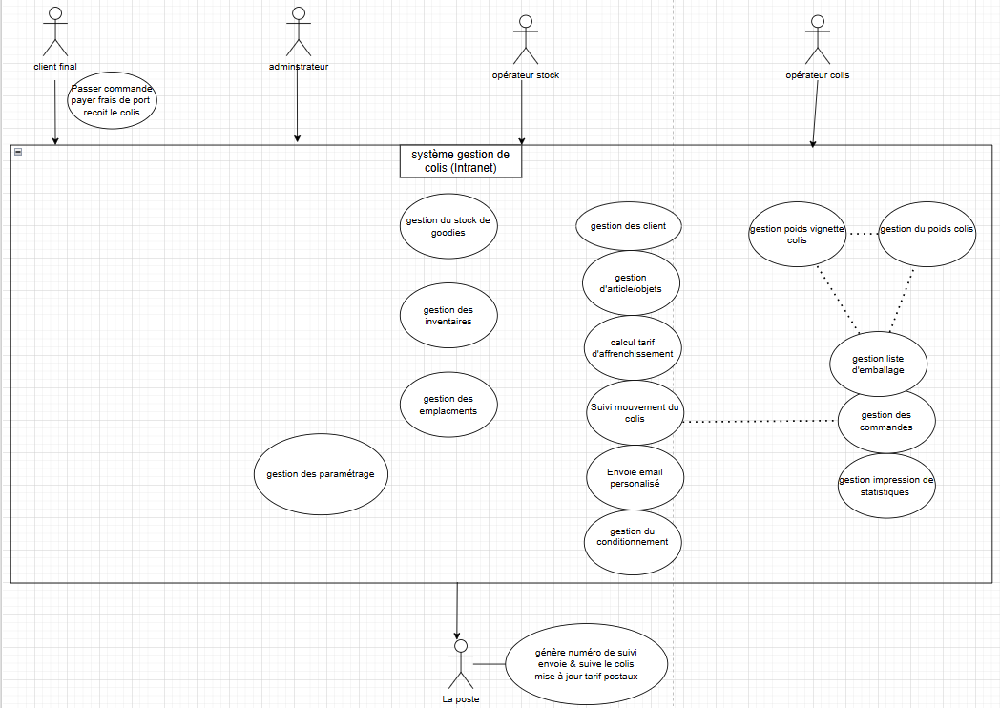 client final
adminstrateur
opérateur stock
opérateur colis
Passer commande
payer frais de port
recoit le colis
système gestion de
colis (Intranet)
gestion du stock de
goodies
gestion des client
gestion poids vignette
colis
gestion du poids colis
gestion
d'article/objets
gestion des
inventaires
calcul tarif
d'affrenchissement
gestion liste
d'emballage
gestion des
emplacments
Suivi mouvement du
colis
gestion des
commandes
gestion des paramétrage
Envoie email
personalisé
gestion impression de
statistiques
gestion du
conditionnement
génère numéro de suivi
envoie & suive le colis
mise à jour tarif postaux
La poste